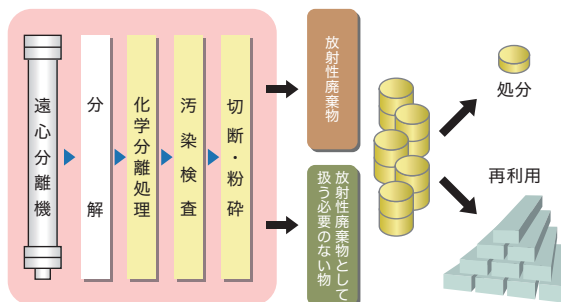 遠心分離機
分解
化学分離処理
汚染検査
切断・粉砕
放射性廃棄物
放射性廃棄物として
扱う必要のない物
処分
再利用